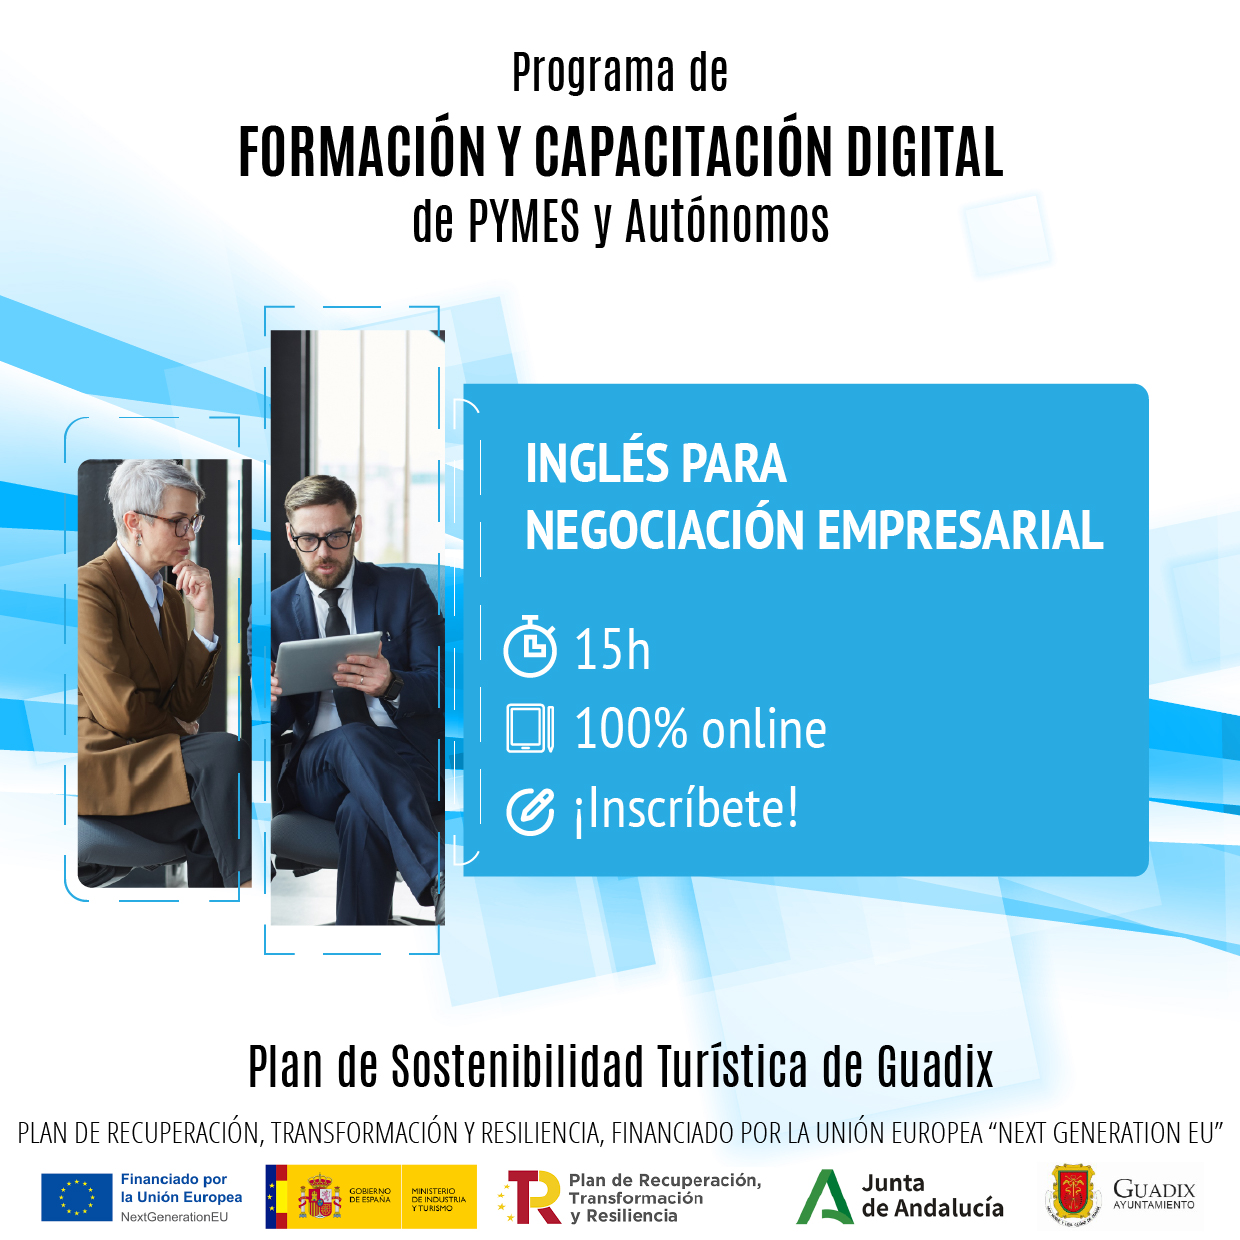 Programa de
FORMACIÓN Y CAPACITACIÓN DIGITAL
de PYMES y Autónomos
INGLÉS PARA
NEGOCIACIÓN EMPRESARIAL
15h
100% online
¡Inscríbete!
Plan de Sostenibilidad Turística de Guadix
PLAN DE RECUPERACIÓN, TRANSFORMACIÓN Y RESILIENCIA, FINANCIADO POR LA UNIÓN EUROPEA “NEXT GENERATION EU”
Financiado por
la Unión Europea
NextGenerationEU
GOBIERNO
DE ESPAÑA
MINISTERIO
DE INDUSTRIA
Y TURISMO
Plan de Recuperación,
Transformación
y Resiliencia
Junta
de Andalucía
GUADIX
AYUNTAMIENTO